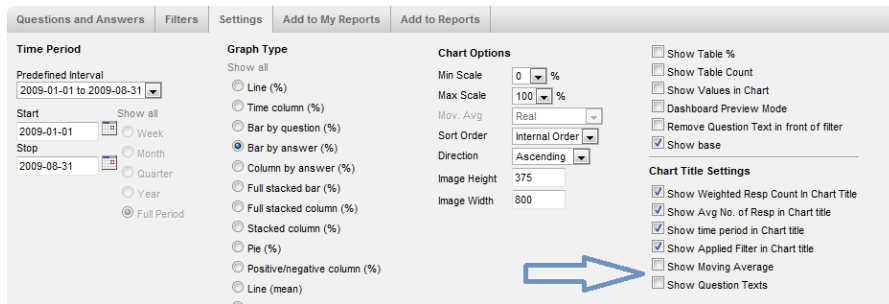 Questions and Answers Filters Settings Add to My Reports Add to Reports
Time Period
Predefined Interval
2009-01-01 to 2009-08-31
Start Show all
2009-01-01 Week
Stop Month
2009-08-31 Quarter
Year
Full Period
Graph Type
Show all
Line (%)
Time column (%)
Bar by question (%)
Bar by answer (%)
Column by answer (%)
Full stacked bar (%)
Full stacked column (%)
Stacked column (%)
Pie (%)
Positive/negative column (%)
Line (mean)
Chart Options
Min Scale 0 %
Max Scale 100 %
Mov. Avg Real
Sort Order Internal Order
Direction Ascending
Image Height 375
Image Width 800
Show Table %
Show Table Count
Show Values in Chart
Dashboard Preview Mode
Remove Question Text in front of filter
Show base
Chart Title Settings
Show Weighted Resp Count In Chart Title
Show Avg No. of Resp in Chart title
Show time period in Chart title
Show Applied Filter in Chart title
Show Moving Average
Show Question Texts